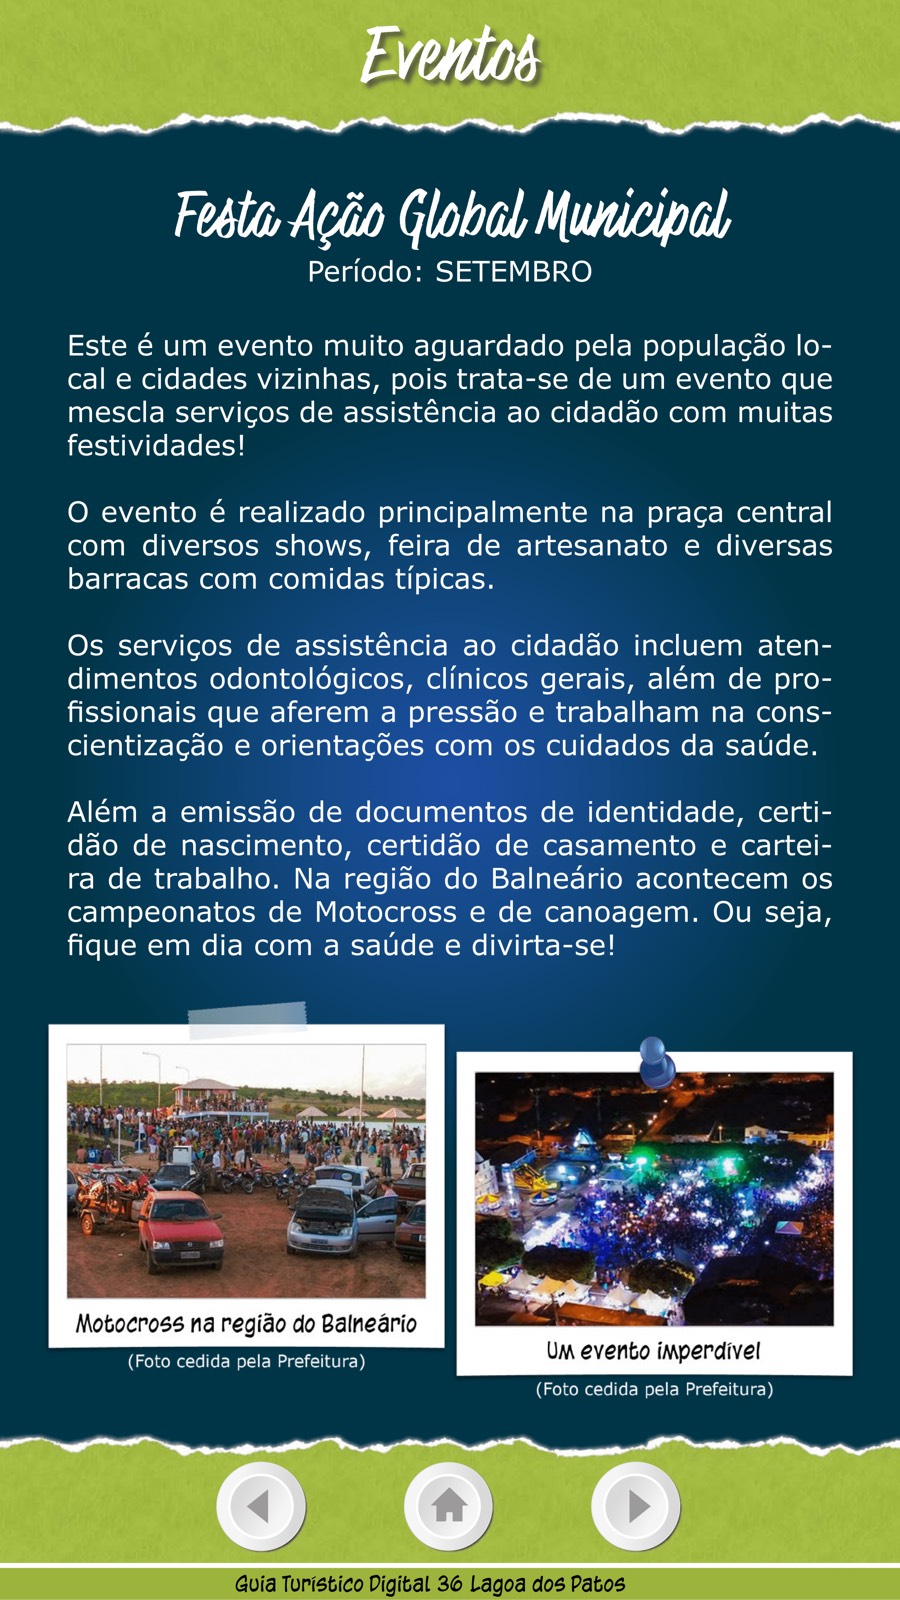 Eventos
Festa Ação Global Municipal
Período: SETEMBRO
Este é um evento muito aguardado pela população lo-
cal e cidades vizinhas, pois trata-se de um evento que
mescla serviços de assistência ao cidadão com muitas
festividades!
O evento é realizado principalmente na praça central
com diversos shows, feira de artesanato e diversas
barracas com comidas típicas.
Os serviços de assistência ao cidadão incluem aten-
dimentos odontológicos, clínicos gerais, além de pro-
fissionais que aferem a pressão e trabalham na cons-
cientização e orientações com os cuidados da saúde.
Além a emissão de documentos de identidade, certi-
dão de nascimento, certidão de casamento e cartei-
ra de trabalho. Na região do Balneário acontecem os
campeonatos de Motocross e de canoagem. Ou seja,
fique em dia com a saúde e divirta-se!
Motocross na região do Balneário
(Foto cedida pela Prefeitura)
Um evento imperdível
(Foto cedida pela Prefeitura)
Guia Turístico Digital 36 Lagoa dos Patos